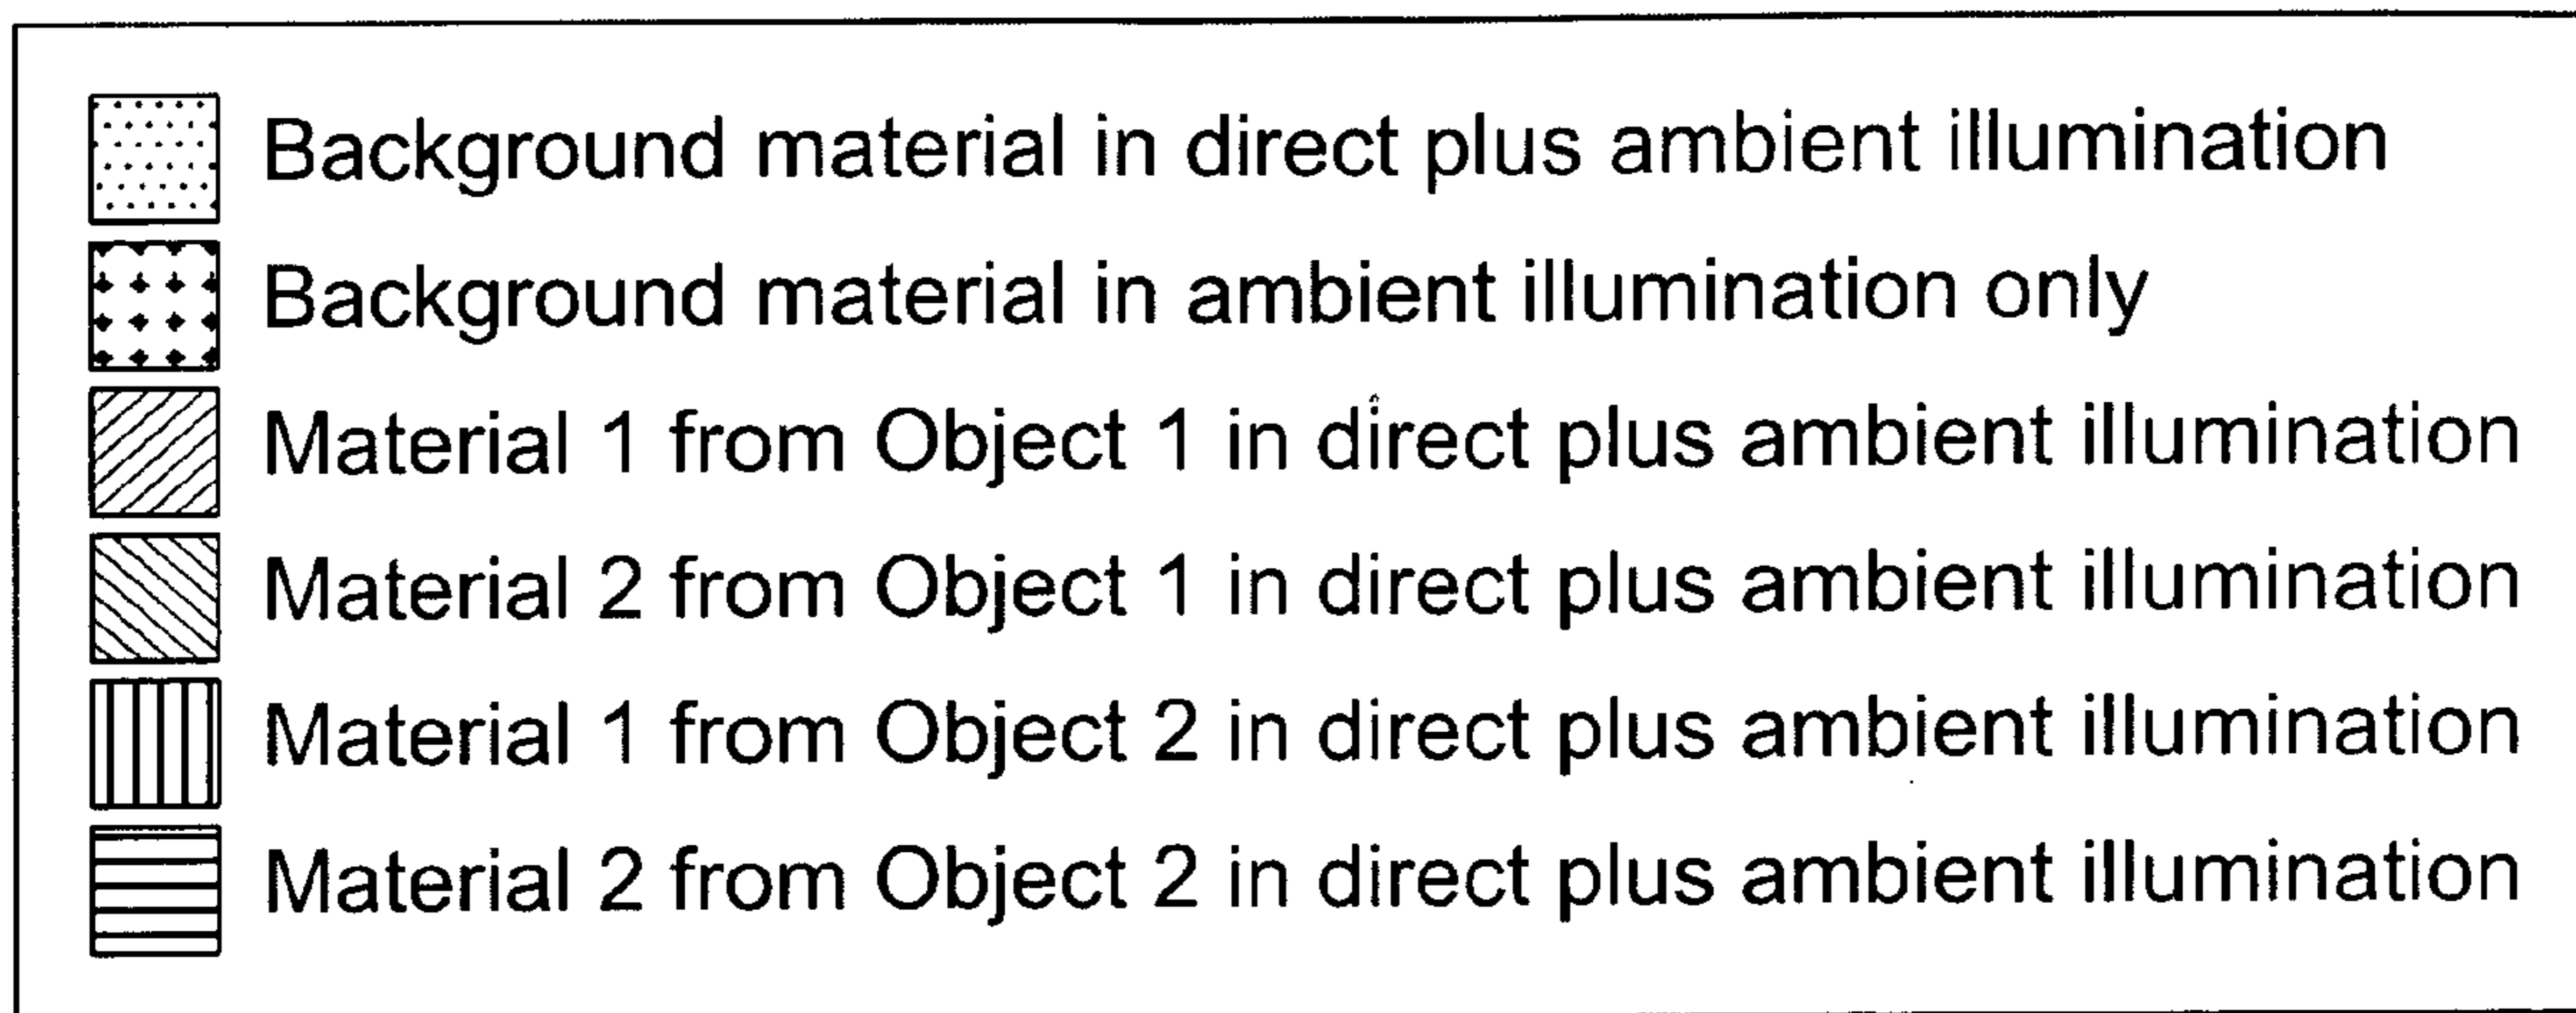 Background material in direct plus ambient illumination
Background material in ambient illumination only
Material 1 from Object 1 in direct plus ambient illumination
Material 2 from Object 1 in direct plus ambient illumination
Material 1 from Object 2 in direct plus ambient illumination
Material 2 from Object 2 in direct plus ambient illumination